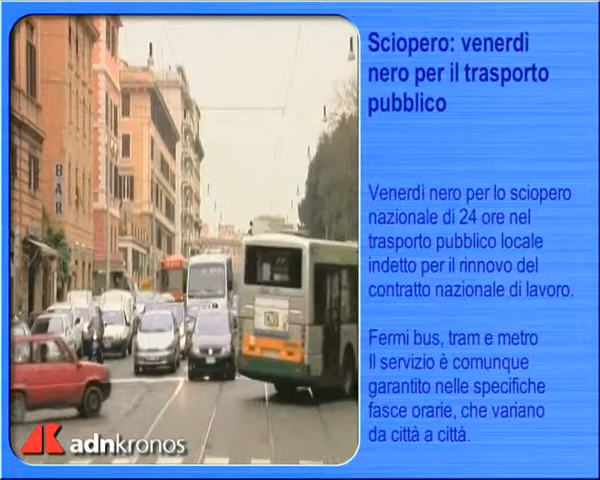 Sciopero: venerdì
nero per il trasporto
pubblico
Venerdì nero per lo sciopero
nazionale di 24 ore nel
trasporto pubblico locale
indetto per il rinnovo del
contratto nazionale di lavoro.
Fermi bus, tram e metro
Il servizio è comunque
garantito nelle specifiche
fasce orarie, che variano
da città a città.
BAR
adnkronos